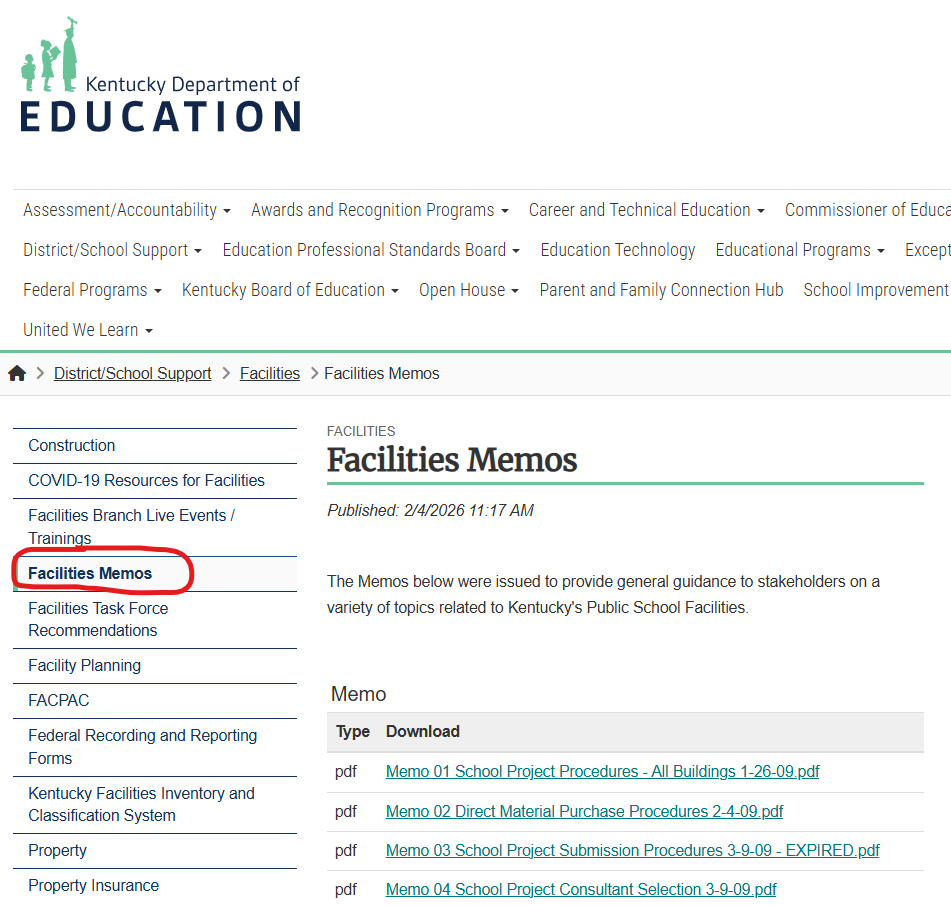 Kentucky Department of
EDUCATION
Assessment/Accountability
Awards and Recognition Programs
Career and Technical Education
Commissioner of Educa
District/School Support
Education Professional Standards Board
Education Technology
Educational Programs
Except
Federal Programs
Kentucky Board of Education
Open House
Parent and Family Connection Hub
School Improvement
United We Learn
District/School Support > Facilities > Facilities Memos
Construction
COVID-19 Resources for Facilities
Facilities Branch Live Events /
Trainings
Facilities Memos
Facilities Task Force
Recommendations
Facility Planning
FACPAC
Federal Recording and Reporting
Forms
Kentucky Facilities Inventory and
Classification System
Property
Property Insurance
FACILITIES
Facilities Memos
Published: 2/4/2026 11:17 AM
The Memos below were issued to provide general guidance to stakeholders on a
variety of topics related to Kentucky's Public School Facilities.
Memo
Type Download
pdf Memo 01 School Project Procedures - All Buildings 1-26-09.pdf
pdf Memo 02 Direct Material Purchase Procedures 2-4-09.pdf
pdf Memo 03 School Project Submission Procedures 3-9-09 - EXPIRED.pdf
pdf Memo 04 School Project Consultant Selection 3-9-09.pdf